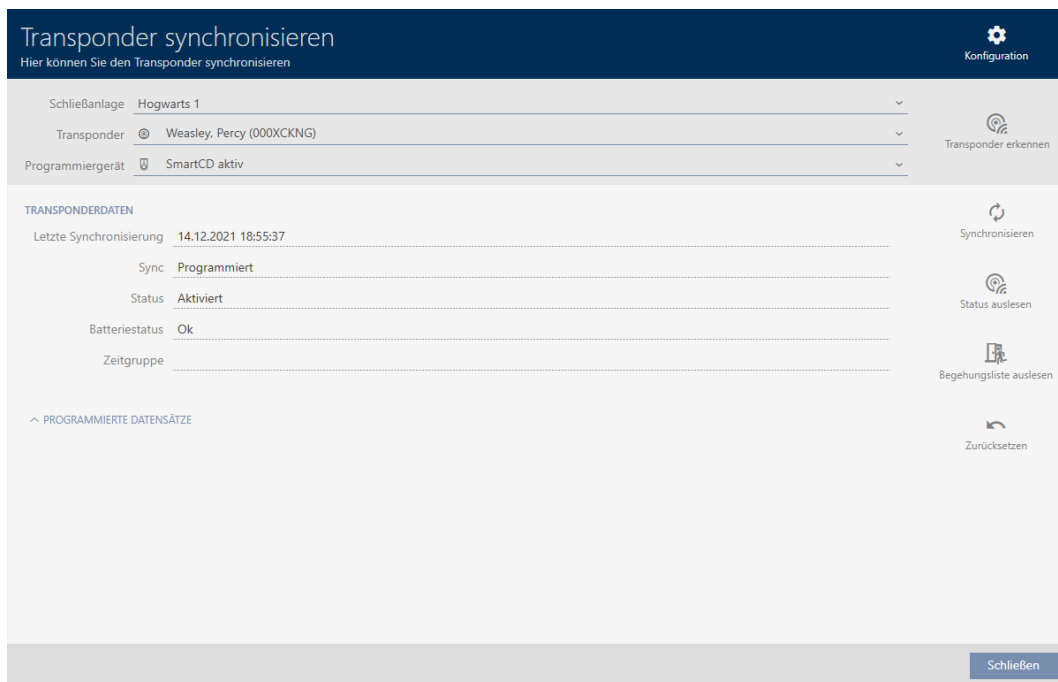 Transponder synchronisieren
Hier können Sie den Transponder synchronisieren
Konfiguration
Schließanlage Hogwarts 1
Transponder Weasley, Percy (000XCKNG)
Programmiergerät SmartCD aktiv
Transponder erkennen
TRANSPONDERDATEN
Letzte Synchronisierung 14.12.2021 18:55:37
Sync Programmiert
Status Aktiviert
Batteriestatus Ok
Zeitgruppe
PROGRAMMIERTE DATENSÄTZE
Synchronisieren
Status auslesen
Begehungsliste auslesen
Zurücksetzen
Schließen